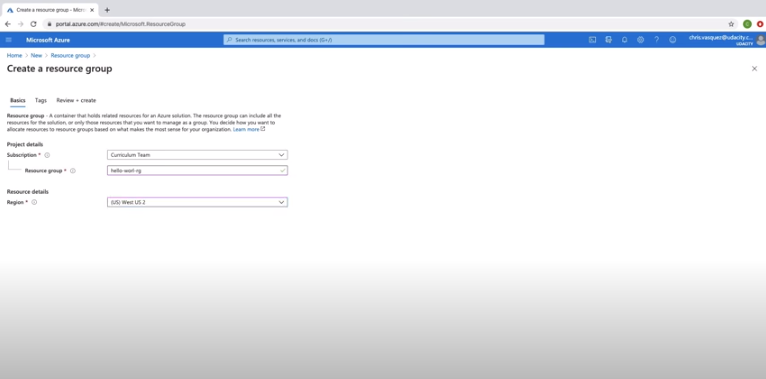 Create a resource group - Micro
portal.azure.com/#create/Microsoft.ResourceGroup
Microsoft Azure
Search resources, services, and docs (G+/)
chris.vasquez@udacity.c...
UDACITY
Home > New > Resource group >
Create a resource group
Basics Tags Review + create
Resource group - A container that holds related resources for an Azure solution. The resource group can include all the
resources for the solution, or only those resources that you want to manage as a group. You decide how you want to
allocate resources to resource groups based on what makes the most sense for your organization. Learn more
Project details
Subscription * Curriculum Team
Resource group * hello-worl-rg
Resource details
Region * (US) West US 2